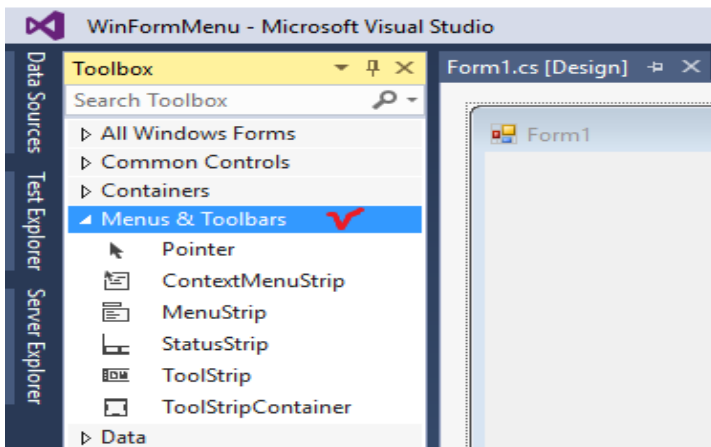 WinFormMenu - Microsoft Visual Studio
Data Sources
Test Explorer
Server Explorer
Toolbox
Search Toolbox
All Windows Forms
Common Controls
Containers
Menus & Toolbars
Pointer
ContextMenuStrip
MenuStrip
StatusStrip
ToolStrip
ToolStripContainer
Data
Form1.cs [Design]
Form1